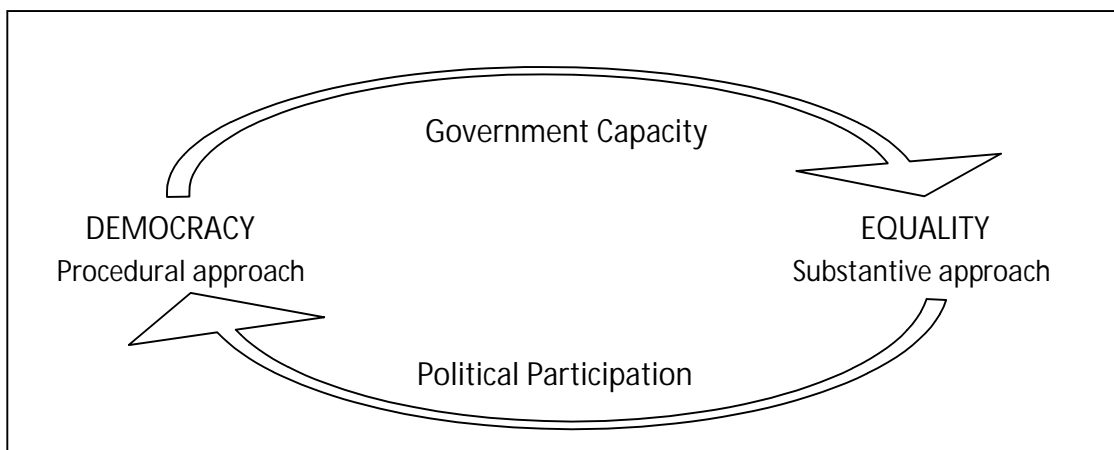 Government Capacity
DEMOCRACY
Procedural approach
EQUALITY
Substantive approach
Political Participation